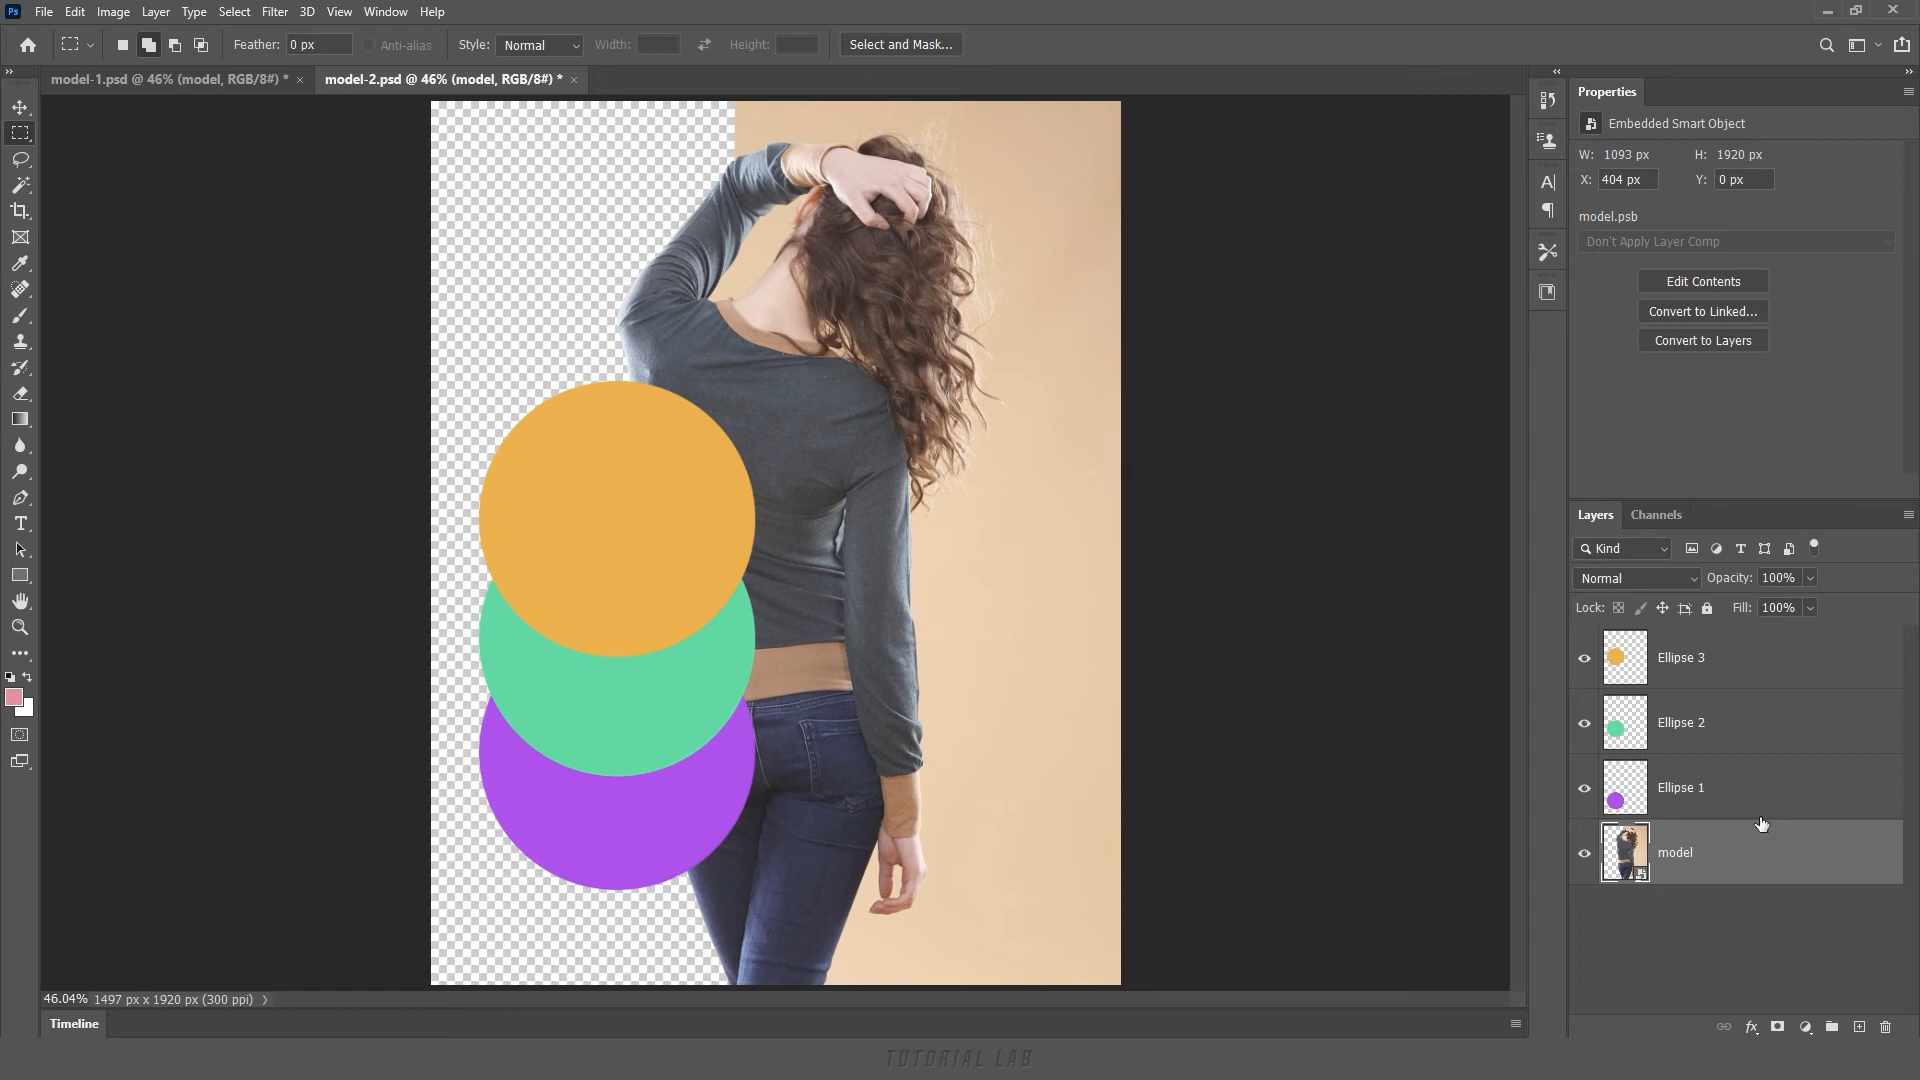 Ps File Edit Image Layer Type Select Filter 3D View Window Help
Feather: 0 px Anti-alias Style: Normal Width: Height: Select and Mask...
model-1.psd @ 46% (model, RGB/8#) * × model-2.psd @ 46% (model, RGB/8#) * ×
Properties
Embedded Smart Object
W: 1093 px H: 1920 px
X: 404 px Y: 0 px
model.psb
Don't Apply Layer Comp
Edit Contents
Convert to Linked...
Convert to Layers
Layers Channels
Kind
Normal Opacity: 100%
Lock: Fill: 100%
Ellipse 3
Ellipse 2
Ellipse 1
model
46.04% 1497 px x 1920 px (300 ppi)
Timeline
TUTORIAL LAB